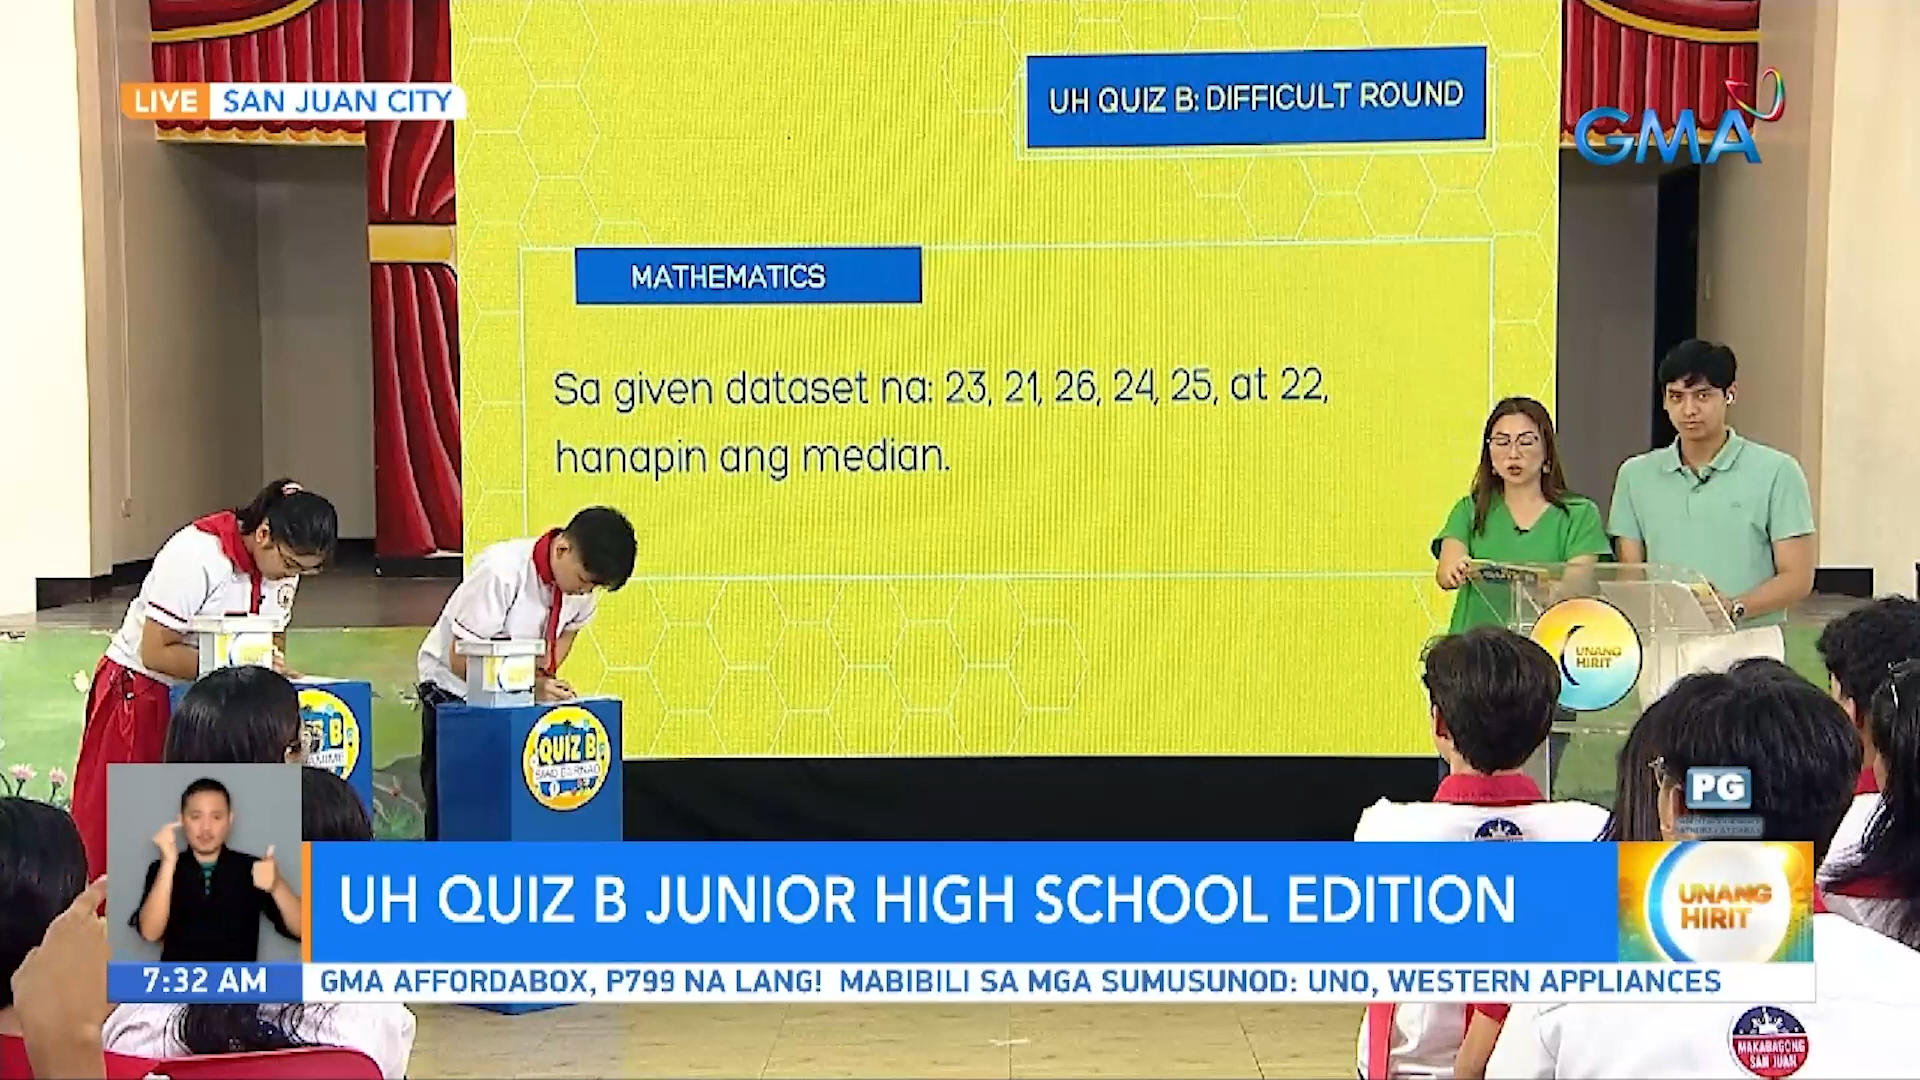 LIVE SAN JUAN CITY
UH QUIZ B: DIFFICULT ROUND
GMA
MATHEMATICS
Sa given dataset na: 23, 21, 26, 24, 25, at 22,
hanapin ang median.
UNANG
HIRIT
QUIZ B
PG
UH QUIZ B JUNIOR HIGH SCHOOL EDITION
UNANG
HIRIT
7:32 AM
GMA AFFORDABOX, P799 NA LANG! MABIBILI SA MGA SUMUSUNOD: UNO, WESTERN APPLIANCES
MAKABAGONG
SAN JUAN